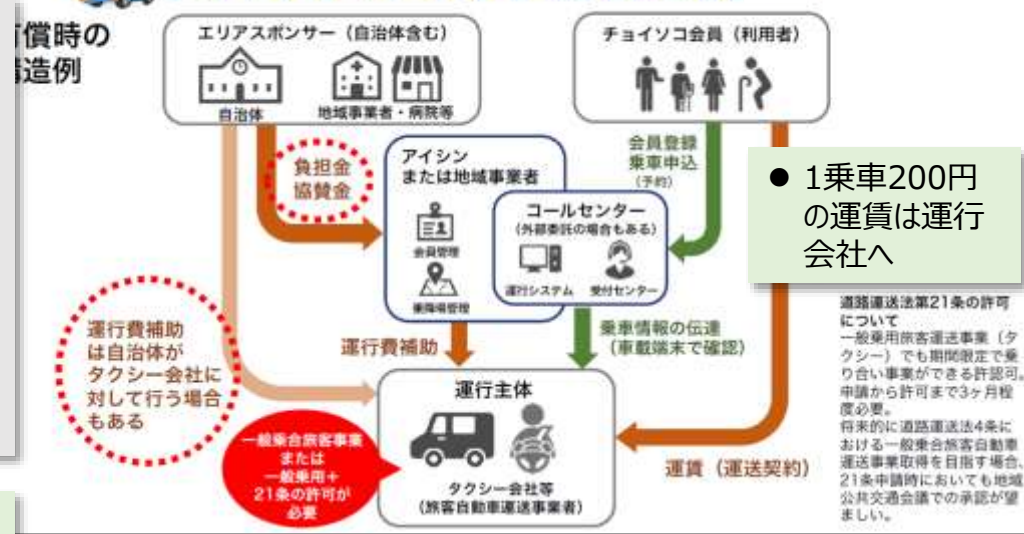 償時の
造例
エリアスポンサー（自治体含む）
自治体
地域事業者・病院等
チョイソコ会員（利用者）
負担金
協賛金
アイシン
または地域事業者
会員管理
乗降場管理
コールセンター
（外部委託の場合もある）
運行システム
受付センター
会員登録
乗車申込
（予約）
● 1乗車200円
の運賃は運行
会社へ
運行費補助
は自治体が
タクシー会社に
対して行う場合
もある
運行費補助
乗車情報の伝達
（車載端末で確認）
運行主体
タクシー会社等
（旅客自動車運送事業者）
一般乗合旅客事業
または
一般乗用＋
21条の許可が
必要
運賃（運送契約）
道路運送法第21条の許可
について
一般乗用旅客運送事業（タ
クシー）でも期間限定で乗
り合い事業ができる許認可。
申請から許可まで3ヶ月程
度必要。
将来的に道路運送法4条に
おける一般乗合旅客自動車
運送事業取得を目指す場合、
21条申請時においても地域
公共交通会議での承認が望
ましい。